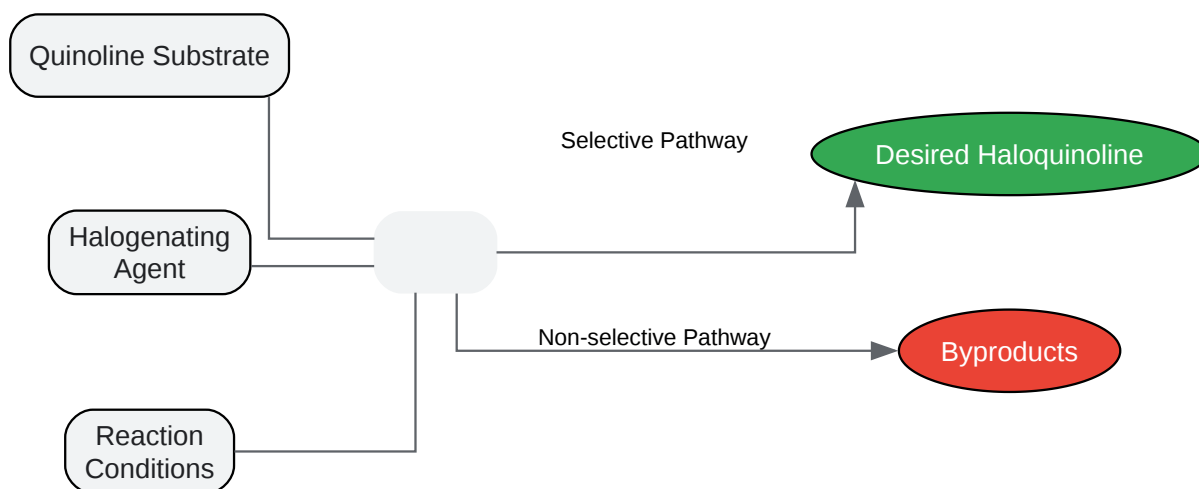 Quinoline Substrate
Selective Pathway
Desired Haloquinoline
Halogenating
Agent
Non-selective Pathway
Byproducts
Reaction
Conditions